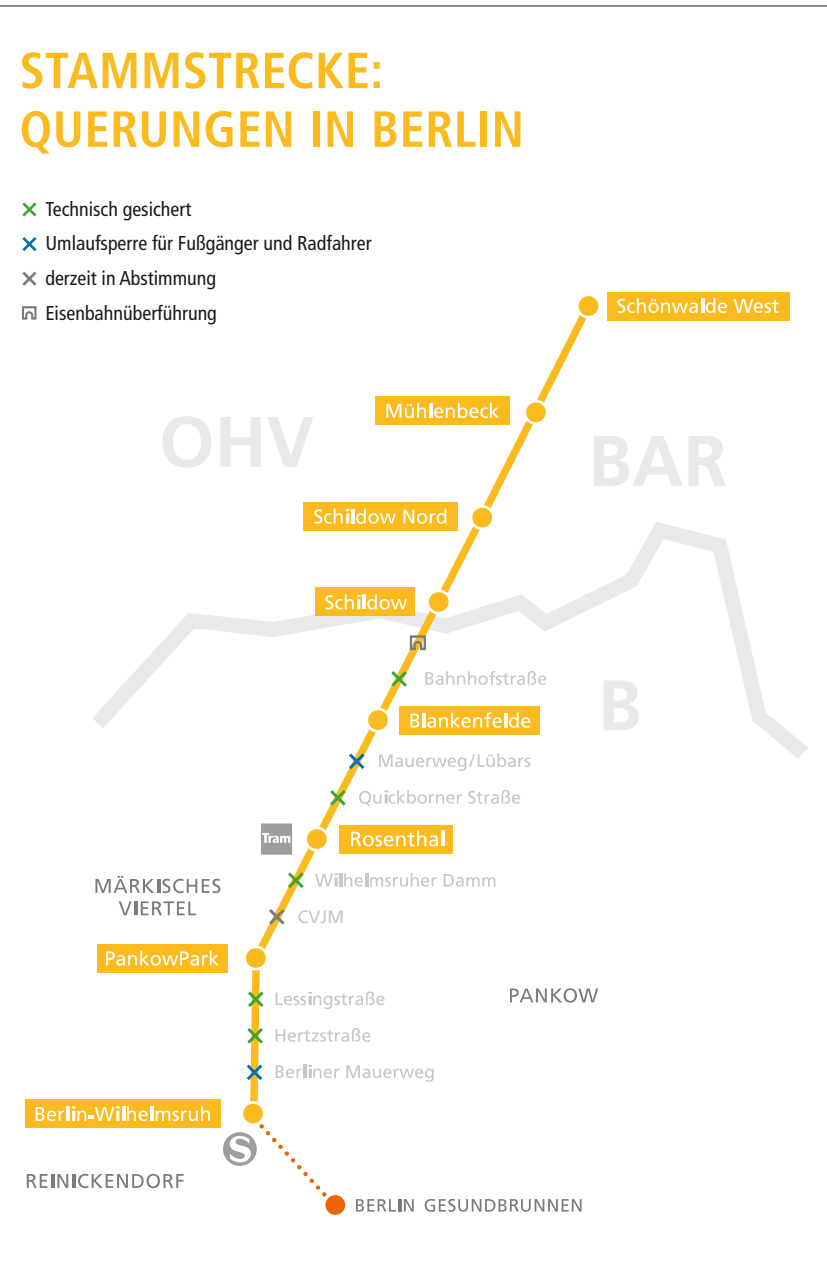 STAMMSTRECKE:
QUERUNGEN IN BERLIN
Technisch gesichert
Umlaufsperre für Fußgänger und Radfahrer
derzeit in Abstimmung
Eisenbahnüberführung
Schönwalde West
Mühlenbeck
OHV
BAR
Schildow Nord
Schildow
Bahnhofstraße
B
Blankenfelde
Mauerweg/Lübars
Quickborner Straße
Tram
Rosenthal
Wilhelmsruher Damm
MÄRKISCHES
VIERTEL
CVJM
PankowPark
Lessingstraße
PANKOW
Hertzstraße
Berliner Mauerweg
Berlin-Wilhelmsruh
S
REINICKENDORF
BERLIN GESUNDBRUNNEN